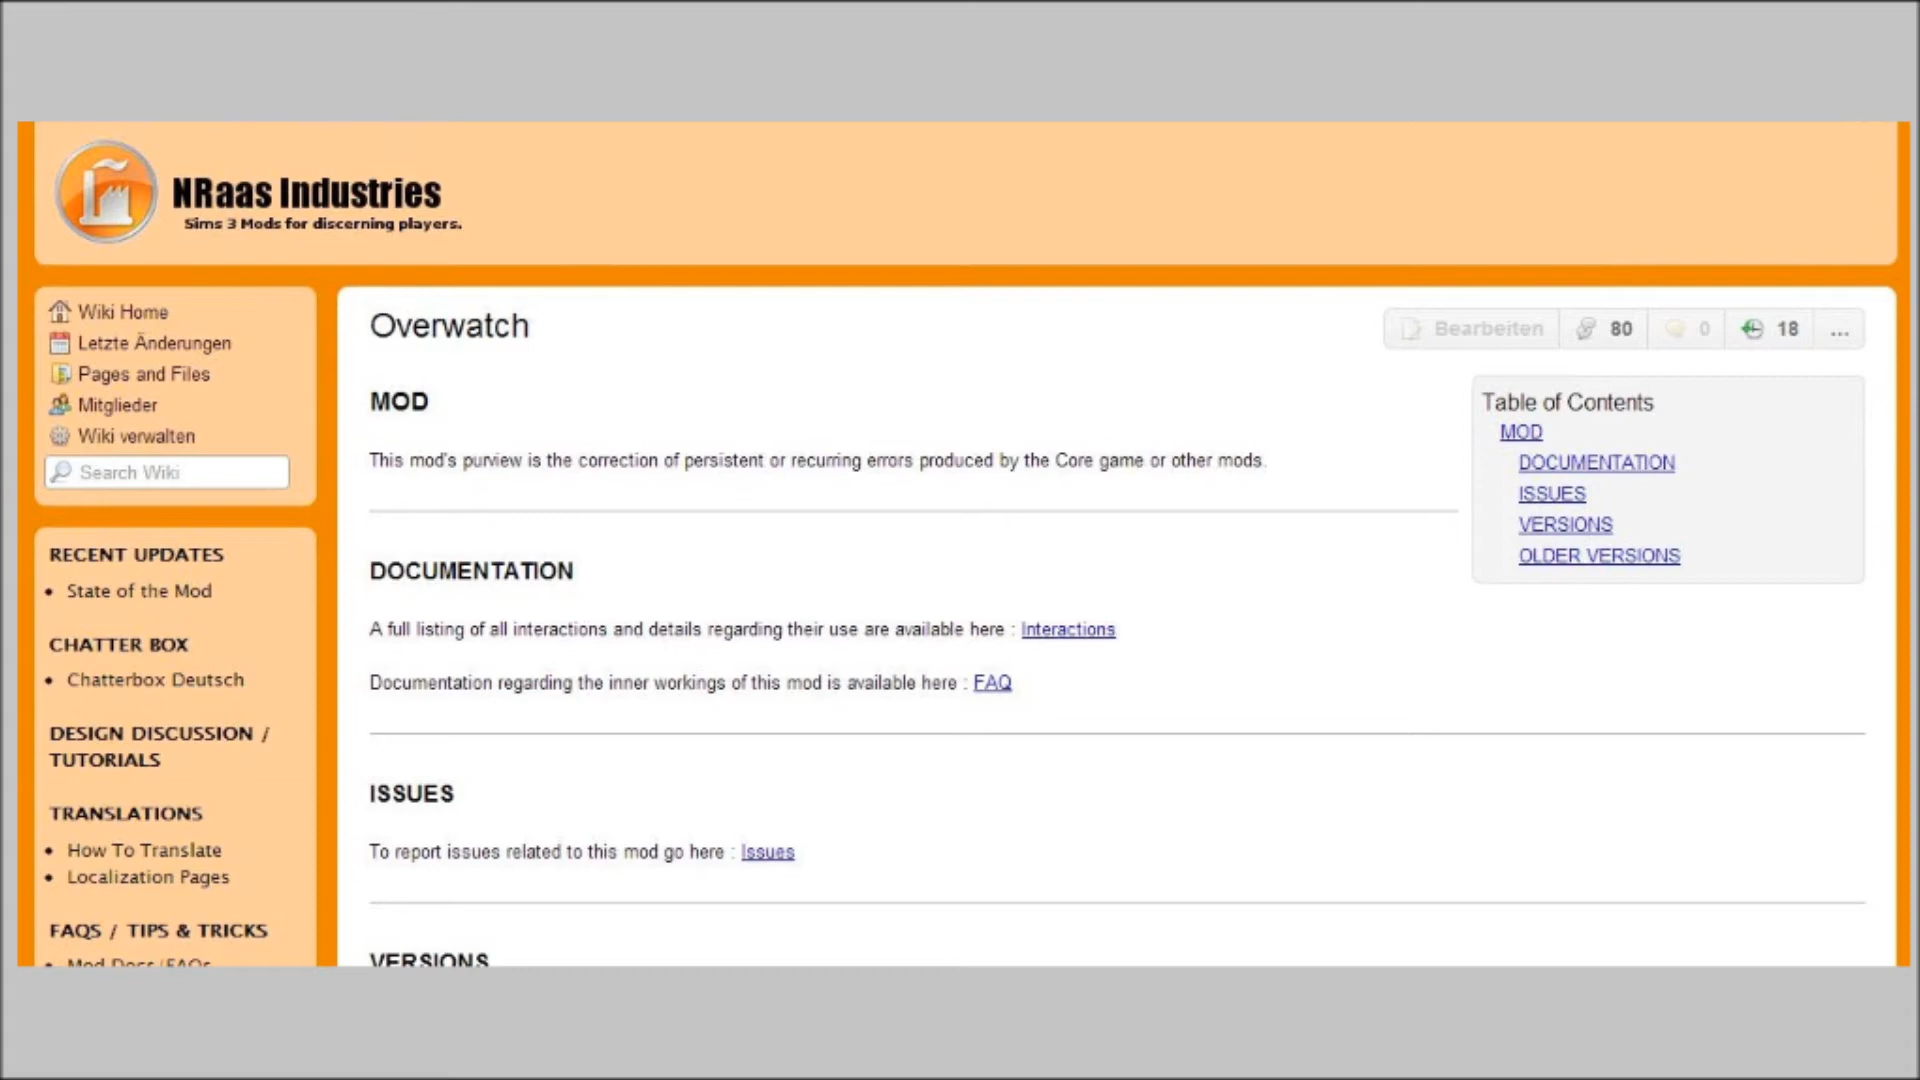 NRaas Industries
Sims 3 Mods for discerning players.
Wiki Home
Letzte Änderungen
Pages and Files
Mitglieder
Wiki verwalten
Search Wiki
RECENT UPDATES
• State of the Mod
CHATTER BOX
• Chatterbox Deutsch
DESIGN DISCUSSION /
TUTORIALS
TRANSLATIONS
• How To Translate
• Localization Pages
FAQS / TIPS & TRICKS
• Mod Docs/FAQs
Overwatch
Bearbeiten 80 0 18 ...
MOD
This mod's purview is the correction of persistent or recurring errors produced by the Core game or other mods.
DOCUMENTATION
A full listing of all interactions and details regarding their use are available here : Interactions
Documentation regarding the inner workings of this mod is available here : FAQ
ISSUES
To report issues related to this mod go here : Issues
VERSIONS
Table of Contents
MOD
DOCUMENTATION
ISSUES
VERSIONS
OLDER VERSIONS